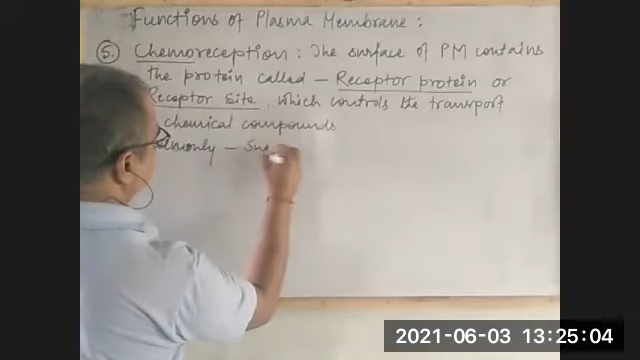 Functions of Plasma Membrane :
5. Chemoreception : The surface of PM contains
the protein called – Receptor protein or
Receptor Site, which controls the transport
chemical compounds
– Suc
2021-06-03 13:25:04